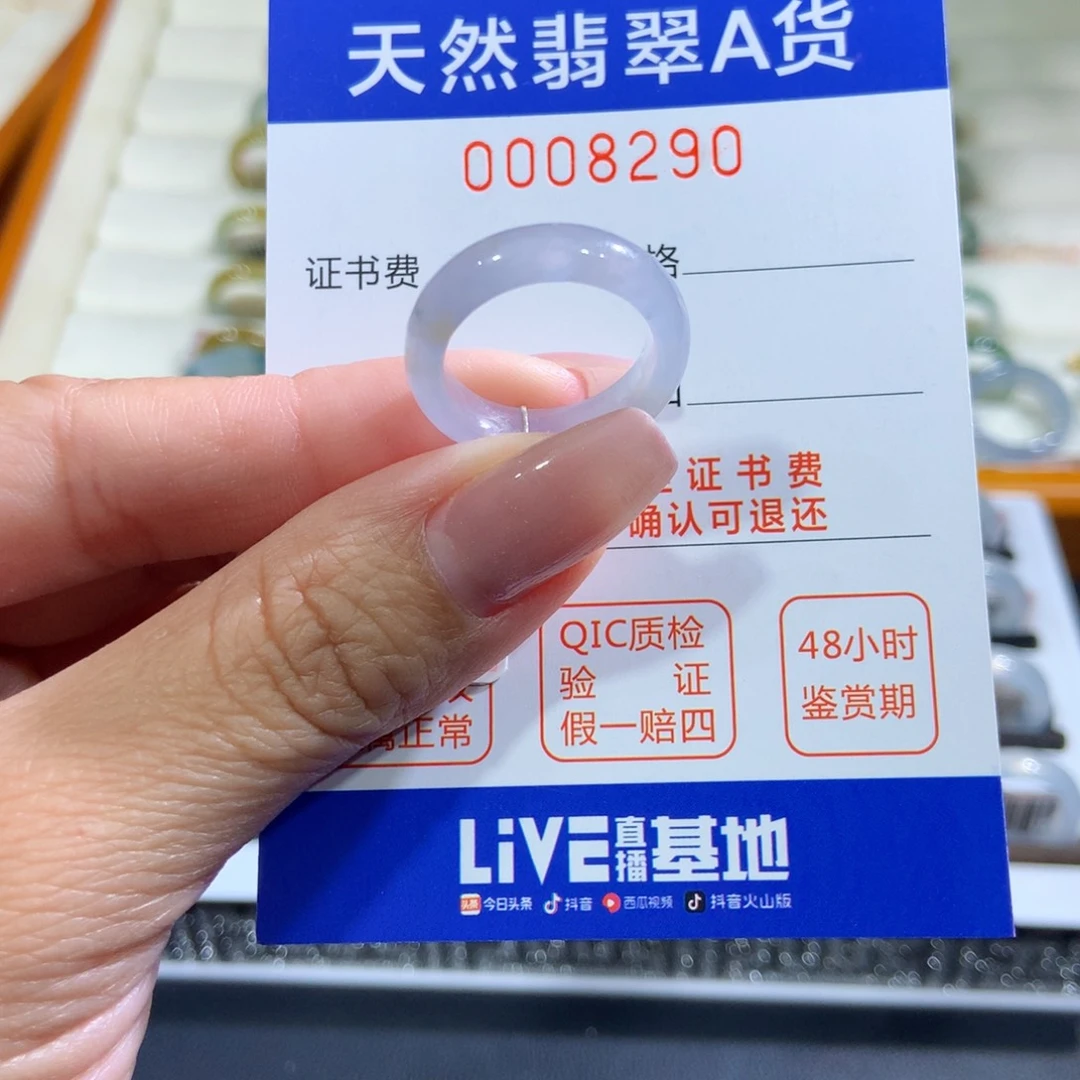 天然翡翠A货
0008290
证书费 格
证书费
确认可退还
QIC质检
验 证
假一赔四
48小时
鉴赏期
正常
LiVE直播基地
头条 今日头条 抖音 西瓜视频 抖音火山版